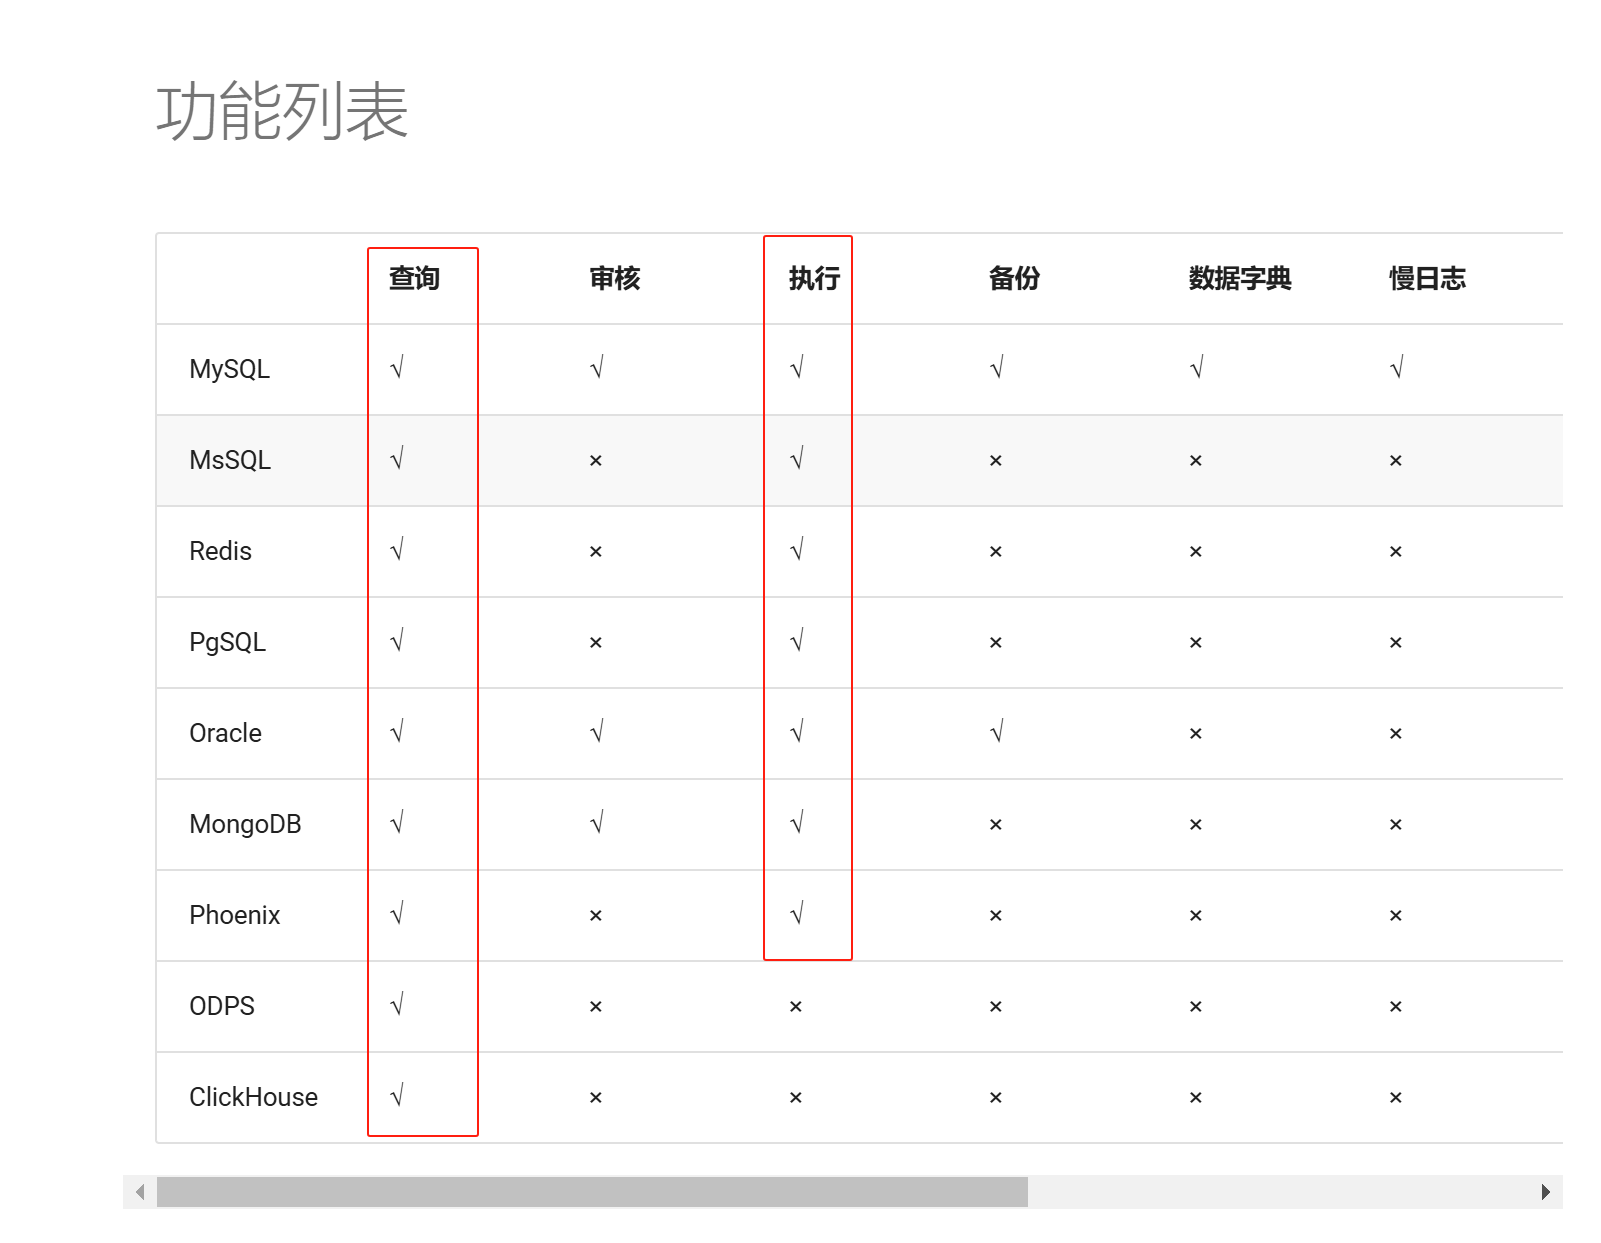 功能列表
查询 审核 执行 备份 数据字典 慢日志
MySQL √ √ √ √ √ √
MsSQL √ × √ × × ×
Redis √ × √ × × ×
PgSQL √ × √ × × ×
Oracle √ √ √ √ × ×
MongoDB √ √ √ × × ×
Phoenix √ × √ × × ×
ODPS √ × × × × ×
ClickHouse √ × × × × ×